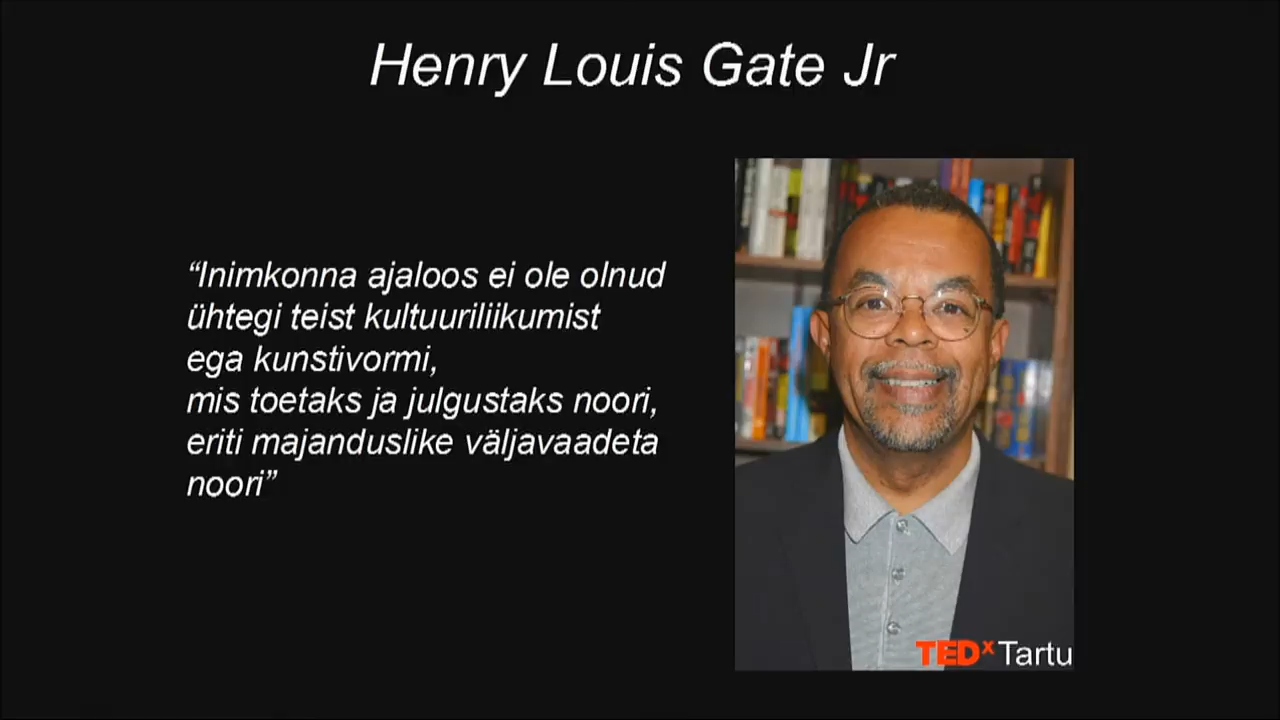 Henry Louis Gate Jr
“Inimkonna ajaloos ei ole olnud
ühtegi teist kultuuriliikumist
ega kunstivormi,
mis toetaks ja julgustaks noori,
eriti majanduslike väljavaadeta
noori”
TEDx Tartu